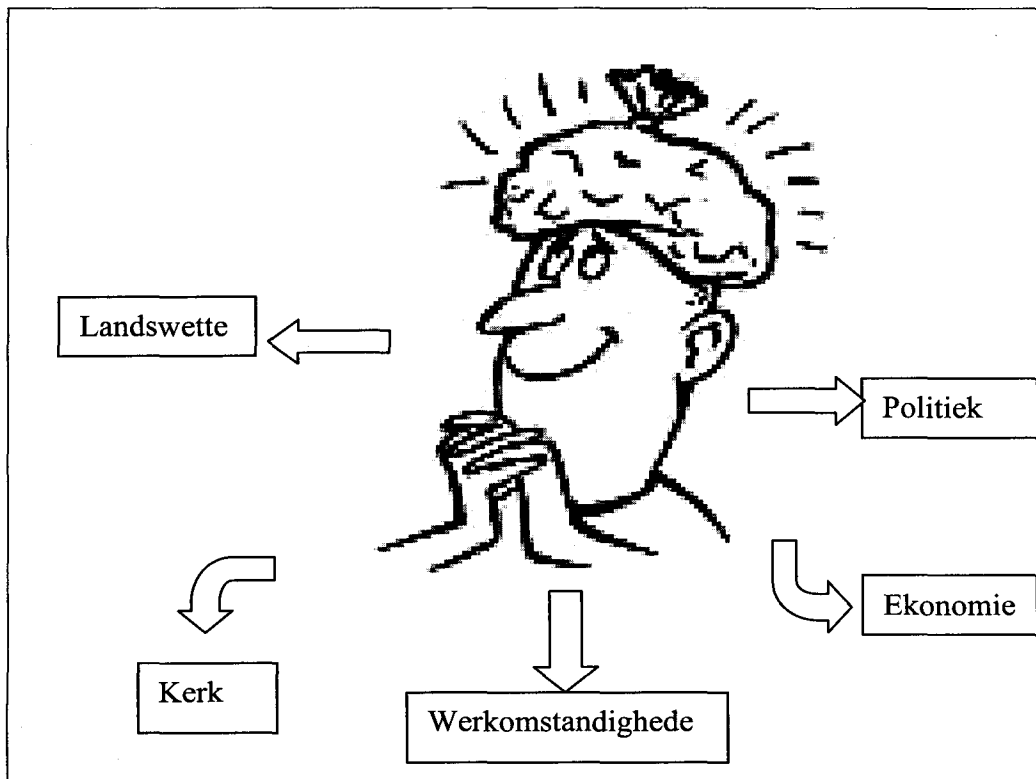 Landswette
Politiek
Ekonomie
Kerk
Werkomstandighede